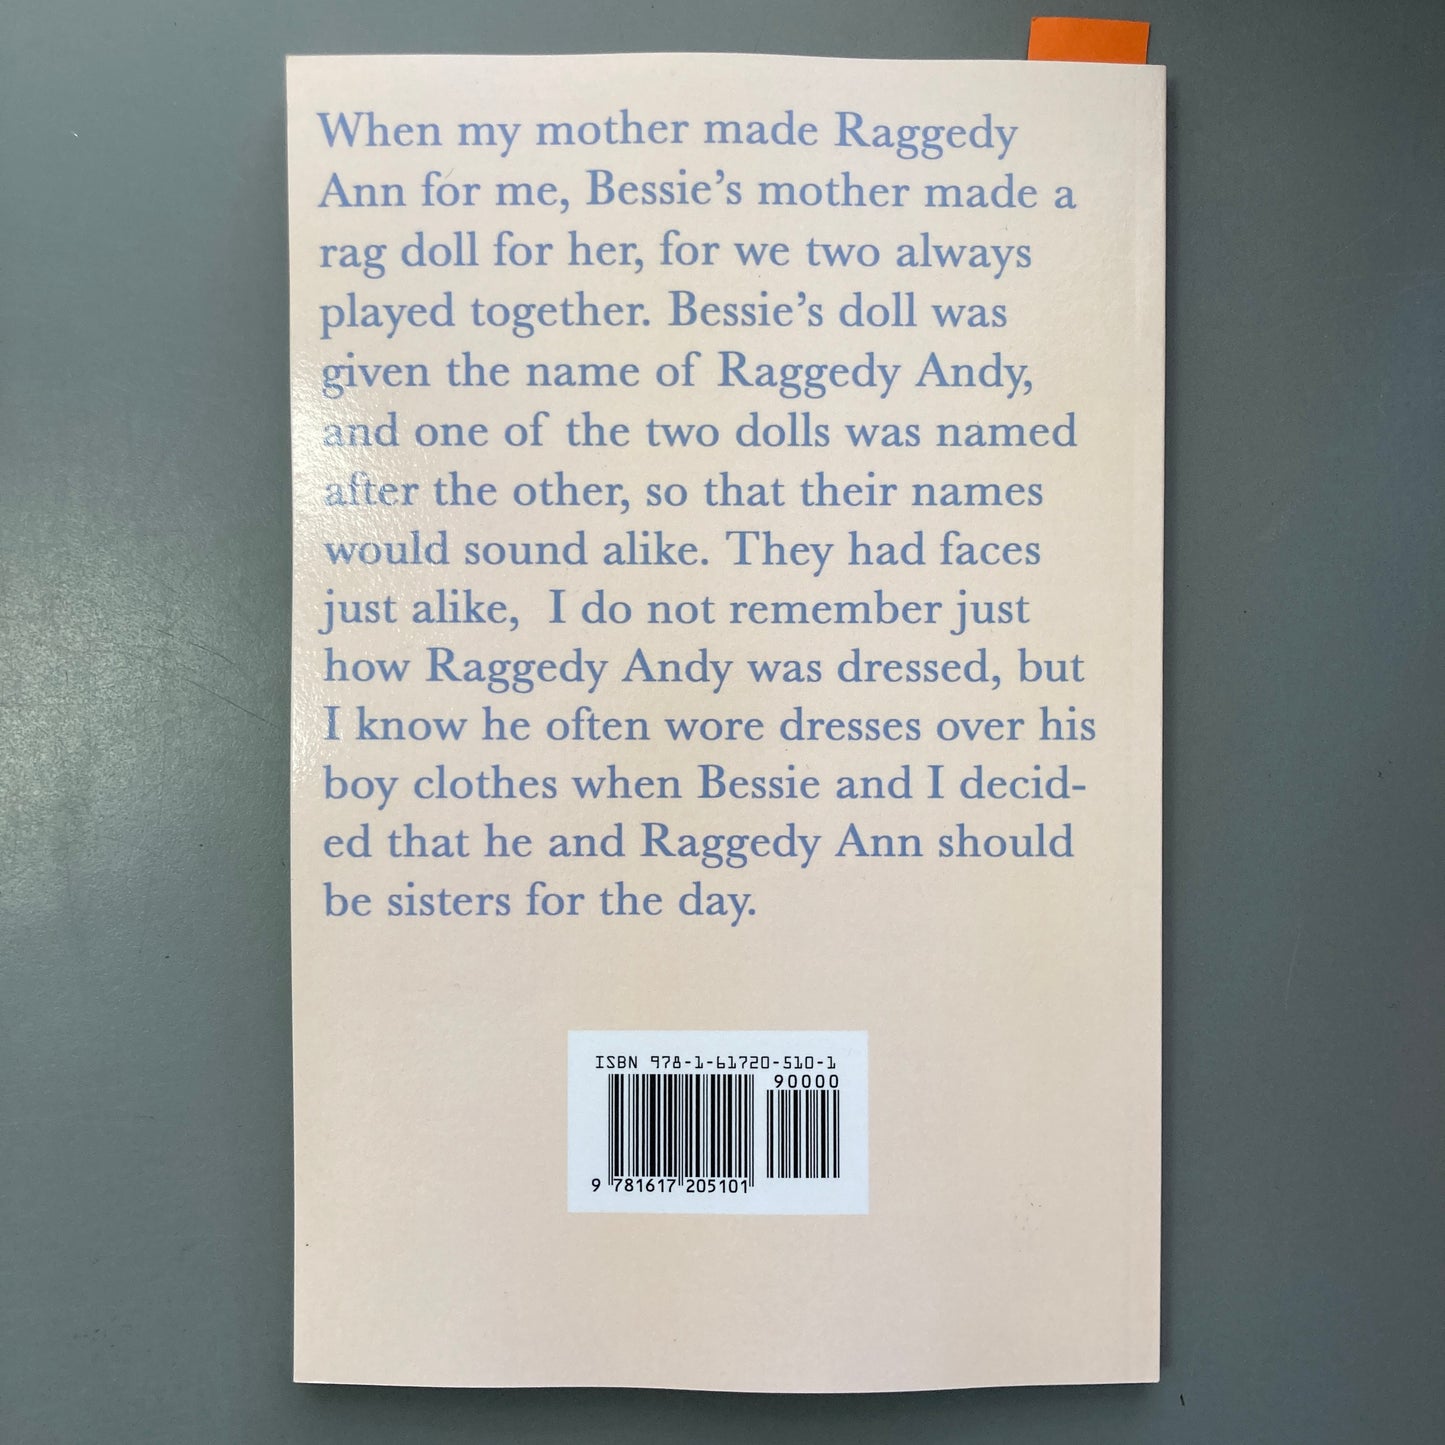 When my mother made Raggedy
Ann for me, Bessie’s mother made a
rag doll for her, for we two always
played together. Bessie’s doll was
given the name of Raggedy Andy,
and one of the two dolls was named
after the other, so that their names
would sound alike. They had faces
just alike,  I do not remember just
how Raggedy Andy was dressed, but
I know he often wore dresses over his
boy clothes when Bessie and I decid-
ed that he and Raggedy Ann should
be sisters for the day.
ISBN 978-1-61720-510-1
90000
9 781617 205101